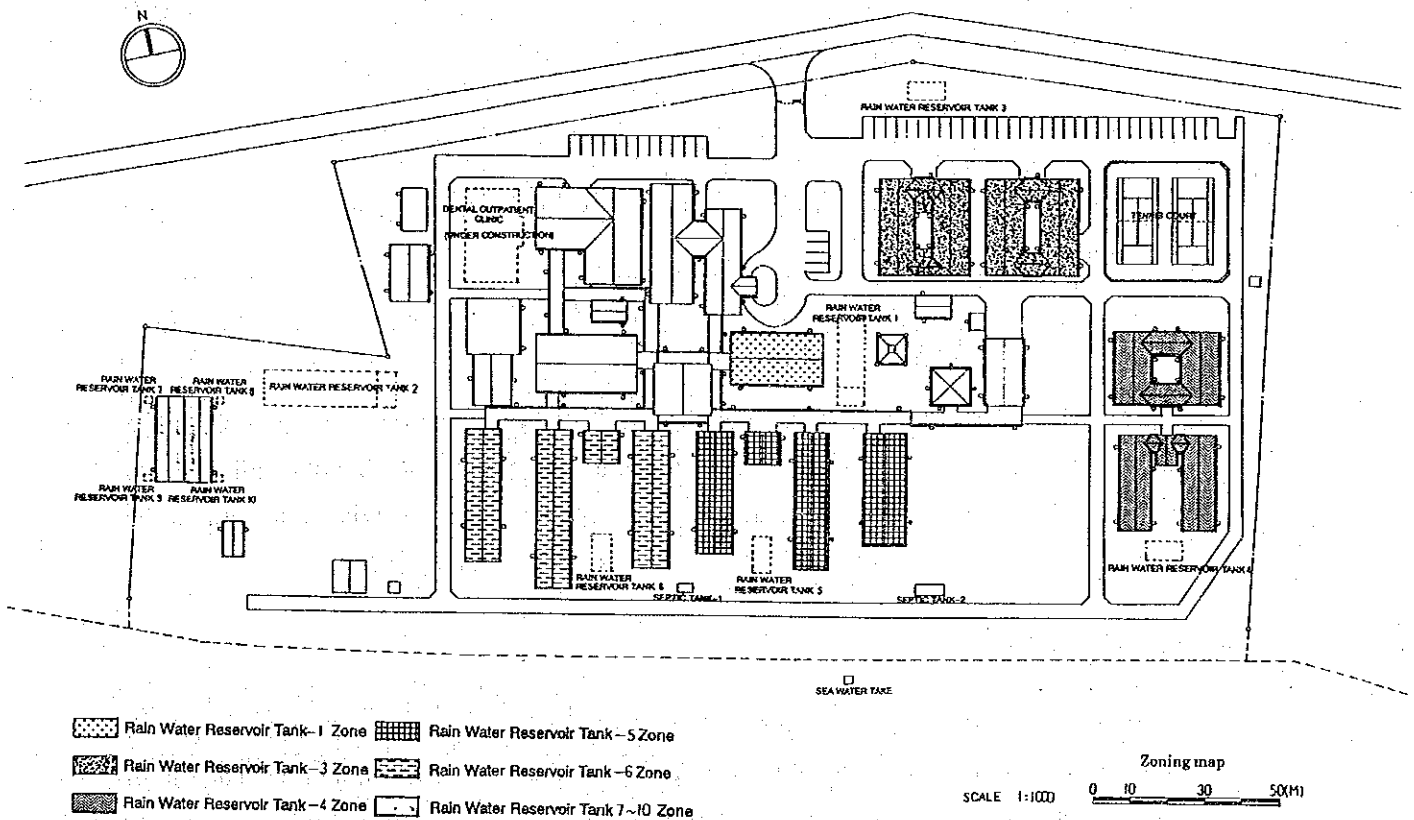 N
RAIN WATER RESERVOIR TANK 3
DENTAL OUTPATIENT
CLINIC
(UNDER CONSTRUCTION)
TENNIS COURT
RAIN WATER
RESERVOIR TANK 1
RAIN WATER
RESERVOIR TANK 7
RAIN WATER
RESERVOIR TANK 8
RAIN WATER RESERVOIR TANK 2
RAIN WATER
RESERVOIR TANK 9
RAIN WATER
RESERVOIR TANK 10
RAIN WATER
RESERVOIR TANK 6
RAIN WATER
RESERVOIR TANK 5
RAIN WATER RESERVOIR TANK 4
SEPTIC TANK-1
SEPTIC TANK-2
SEA WATER TAKE
Rain Water Reservoir Tank-1 Zone
Rain Water Reservoir Tank-5 Zone
Rain Water Reservoir Tank-3 Zone
Rain Water Reservoir Tank-6 Zone
Rain Water Reservoir Tank-4 Zone
Rain Water Reservoir Tank 7~10 Zone
Zoning map
SCALE 1:1000
0 10 30 50(M)